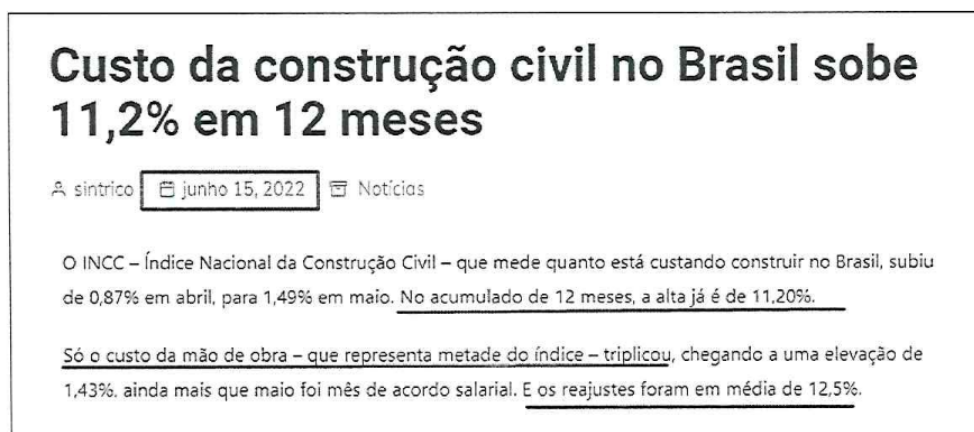 Custo da construção civil no Brasil sobe
11,2% em 12 meses
sintrico junho 15, 2022 Notícias
O INCC – Índice Nacional da Construção Civil – que mede quanto está custando construir no Brasil, subiu
de 0,87% em abril, para 1,49% em maio. No acumulado de 12 meses, a alta já é de 11,20%.
Só o custo da mão de obra – que representa metade do índice – triplicou, chegando a uma elevação de
1,43%. ainda mais que maio foi mês de acordo salarial. E os reajustes foram em média de 12,5%.